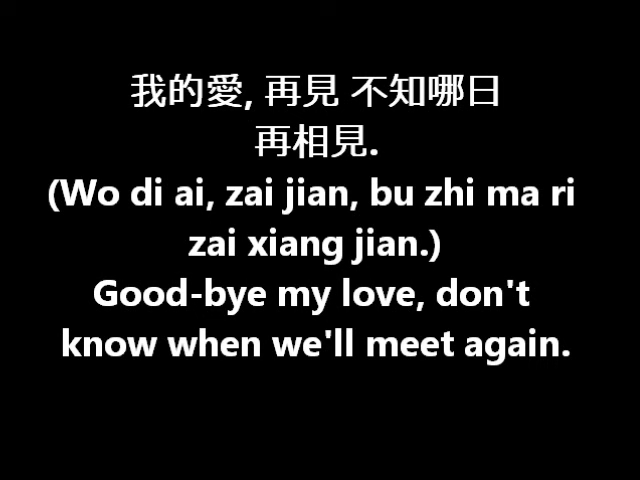 我的愛, 再見 不知哪日
再相見.
(Wo di ai, zai jian, bu zhi ma ri
zai xiang jian.)
Good-bye my love, don't
know when we'll meet again.